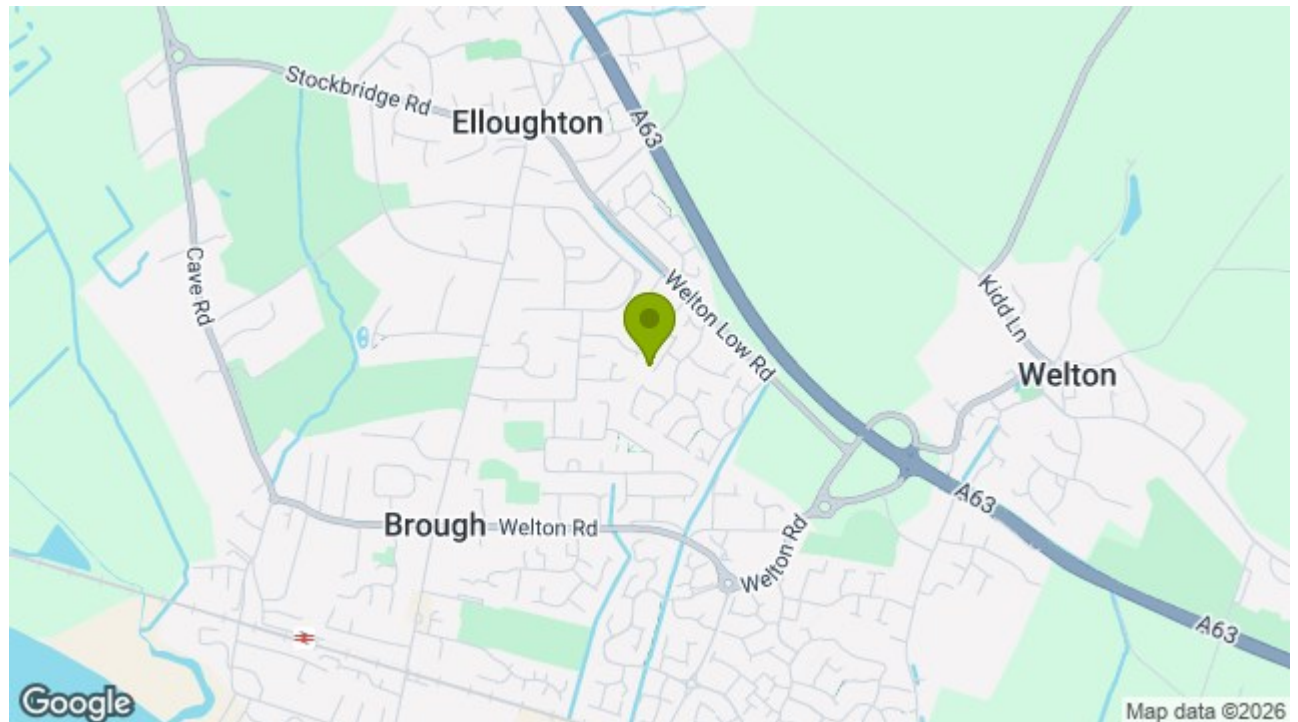 Stockbridge Rd
Elloughton
A63
Cave Rd
Welton Low Rd
Kidd Ln
Welton
Brough
Welton Rd
A63
Welton Rd
A63
Google
Map data ©2026